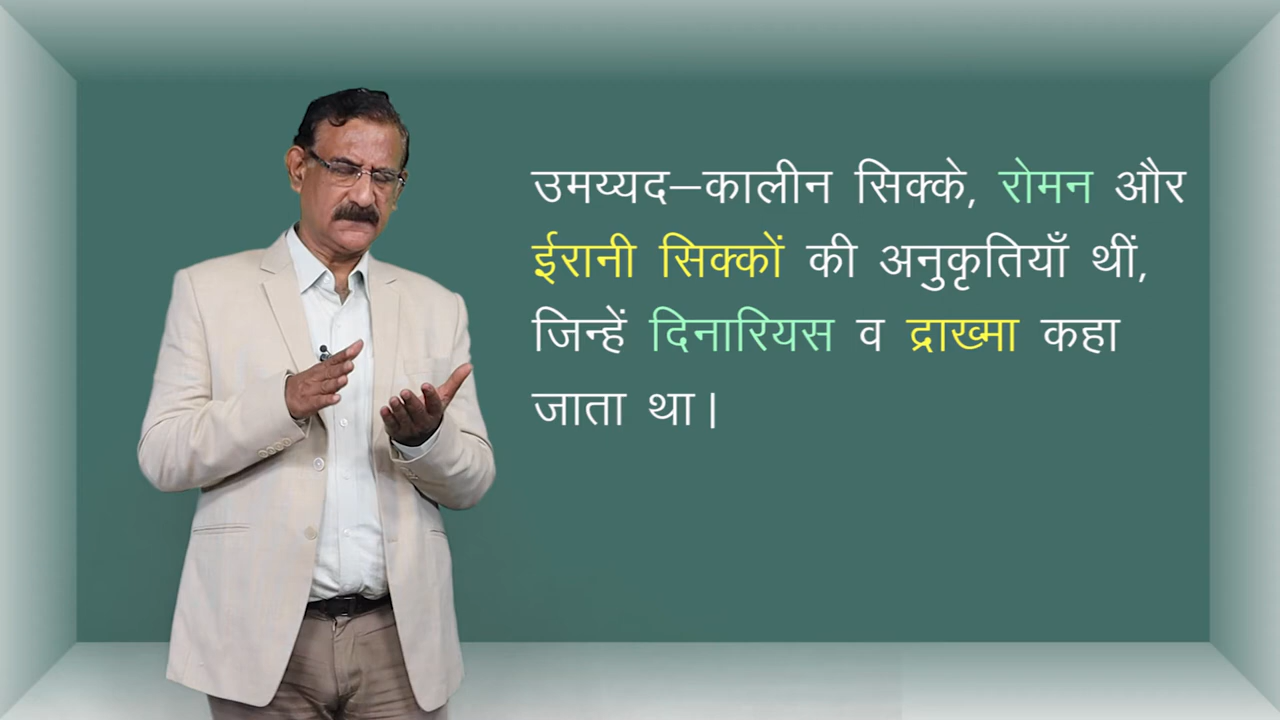 उमय्यद–कालीन सिक्के, रोमन और
ईरानी सिक्कों की अनुकृतियाँ थीं,
जिन्हें दिनारियस व द्राख्मा कहा
जाता था।